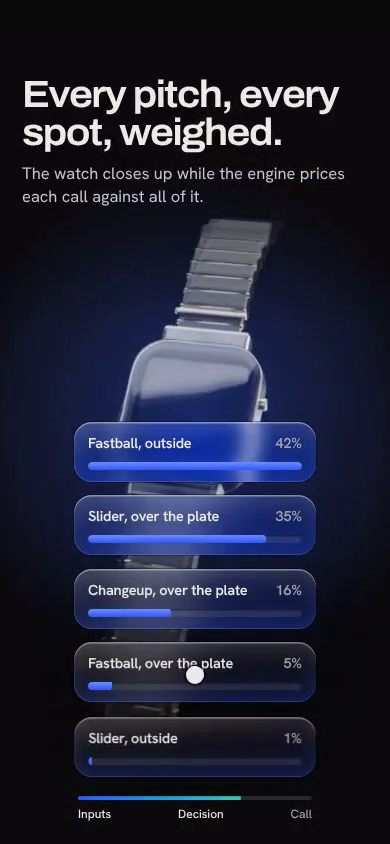 Every pitch, every
spot, weighed.
The watch closes up while the engine prices
each call against all of it.
Fastball, outside 42%
Slider, over the plate 35%
Changeup, over the plate 16%
Fastball, over the plate 5%
Slider, outside 1%
Inputs Decision Call